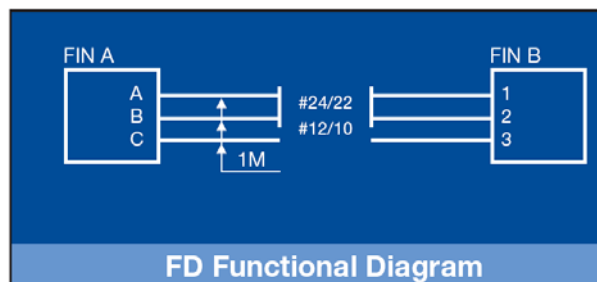 FIN A
FIN B
A
#24/22
1
B
#12/10
2
C
3
1M
FD Functional Diagram